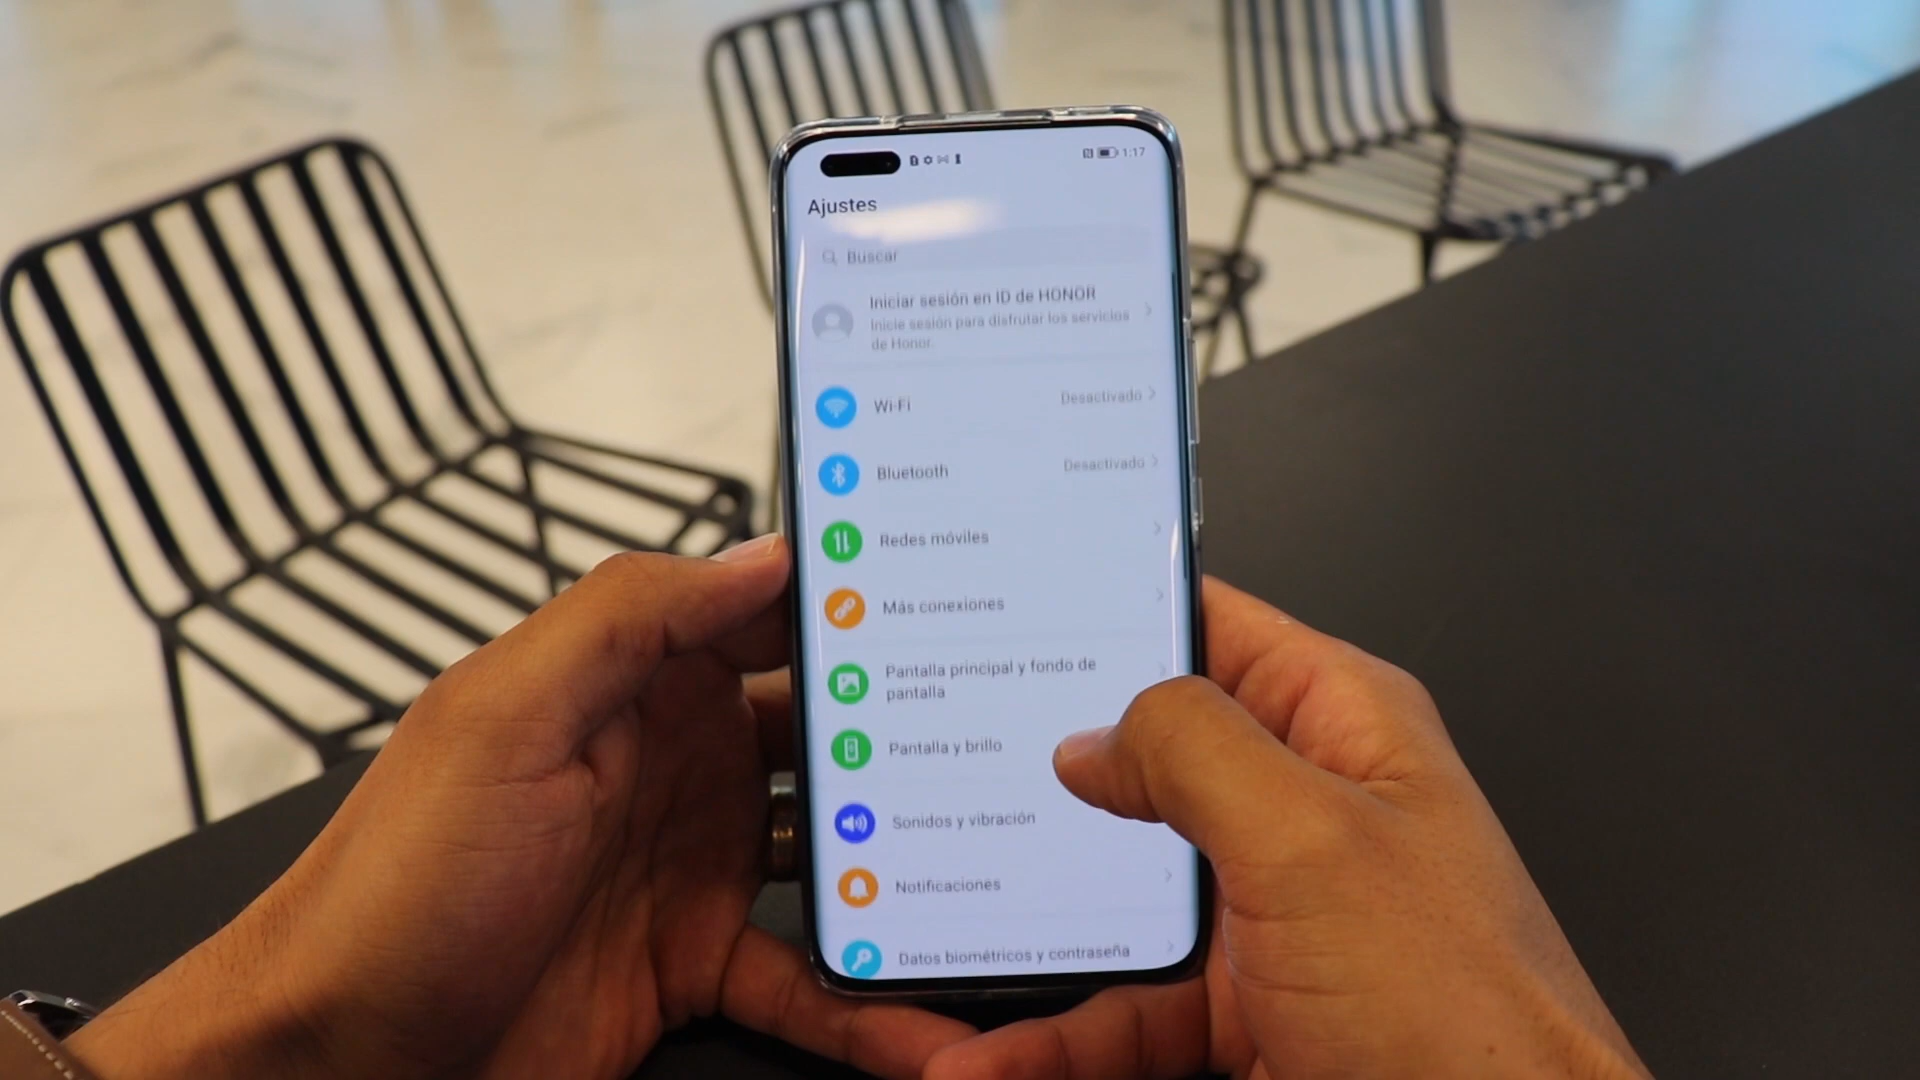 1:17
Ajustes
Buscar
Iniciar sesión en ID de HONOR
Inicie sesión para disfrutar los servicios
de Honor.
Wi-Fi
Desactivado
Bluetooth
Desactivado
Redes móviles
Más conexiones
Pantalla principal y fondo de
pantalla
Pantalla y brillo
Sonidos y vibración
Notificaciones
Datos biométricos y contraseña